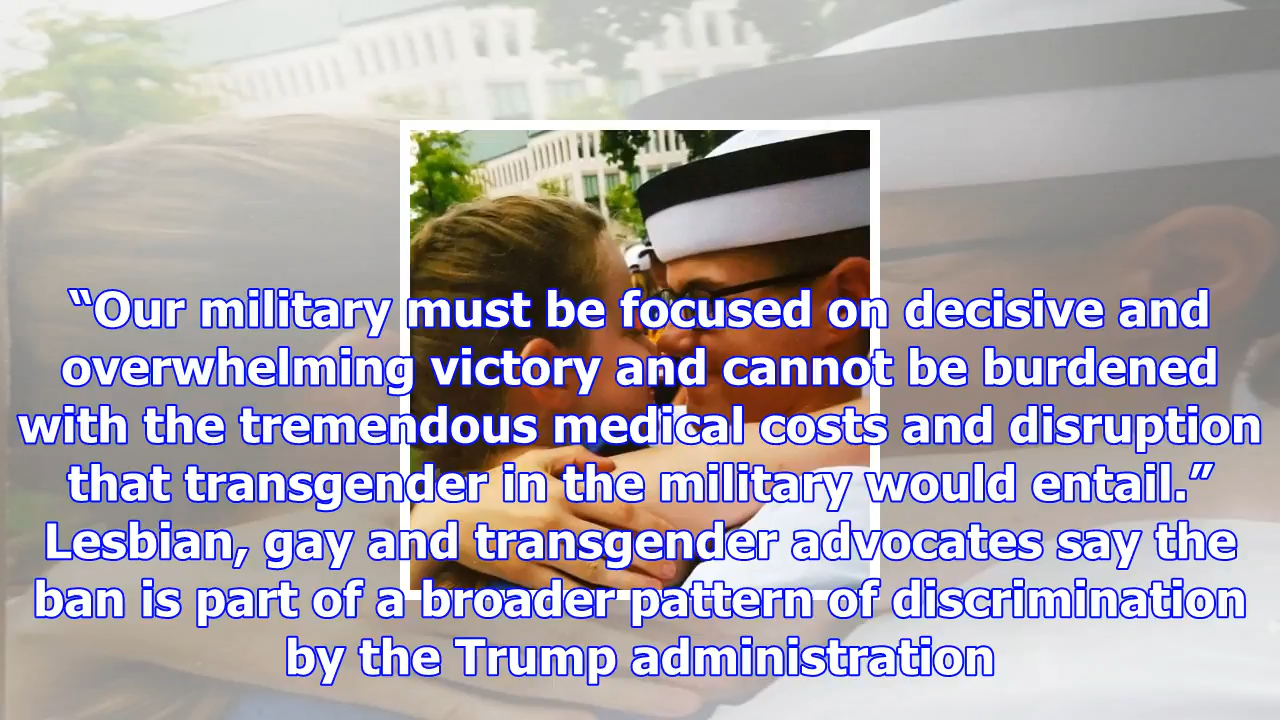 “Our military must be focused on decisive and
overwhelming victory and cannot be burdened
with the tremendous medical costs and disruption
that transgender in the military would entail.”
Lesbian, gay and transgender advocates say the
ban is part of a broader pattern of discrimination
by the Trump administration